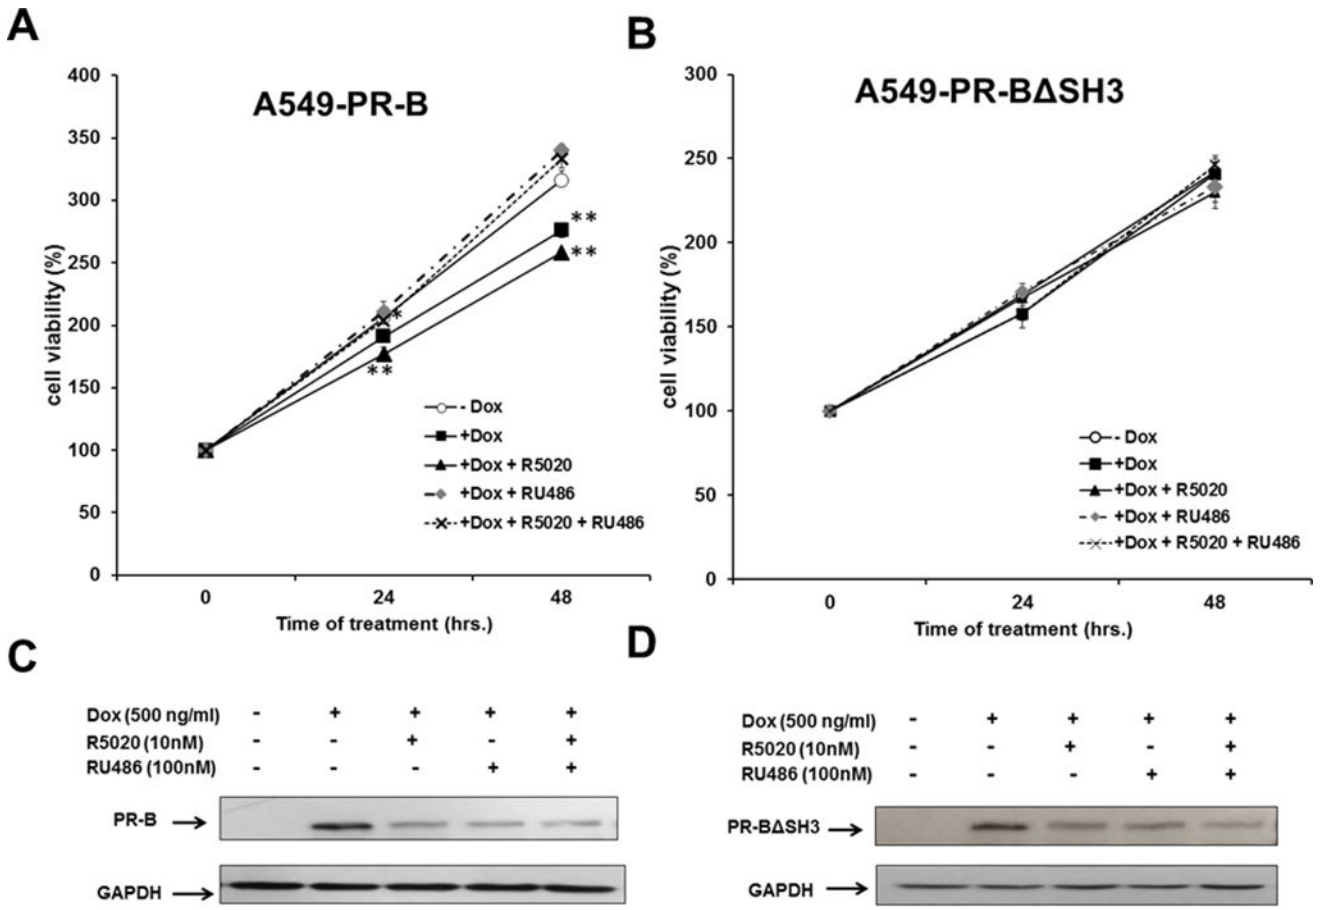 A
A549-PR-B
400
350
300
250
200
150
100
50
0
cell viability (%)
**
**
*
**
- Dox
+Dox
+Dox + R5020
+Dox + RU486
+Dox + R5020 + RU486
0 24 48
Time of treatment (hrs.)
B
A549-PR-BΔSH3
300
250
200
150
100
50
0
cell viability (%)
- Dox
+Dox
+Dox + R5020
+Dox + RU486
+Dox + R5020 + RU486
0 24 48
Time of treatment (hrs.)
C
Dox (500 ng/ml) - + + + +
R5020 (10nM) - - + - +
RU486 (100nM) - - - + +
PR-B
GAPDH
D
Dox (500 ng/ml) - + + + +
R5020 (10nM) - - + - +
RU486 (100nM) - - - + +
PR-BΔSH3
GAPDH